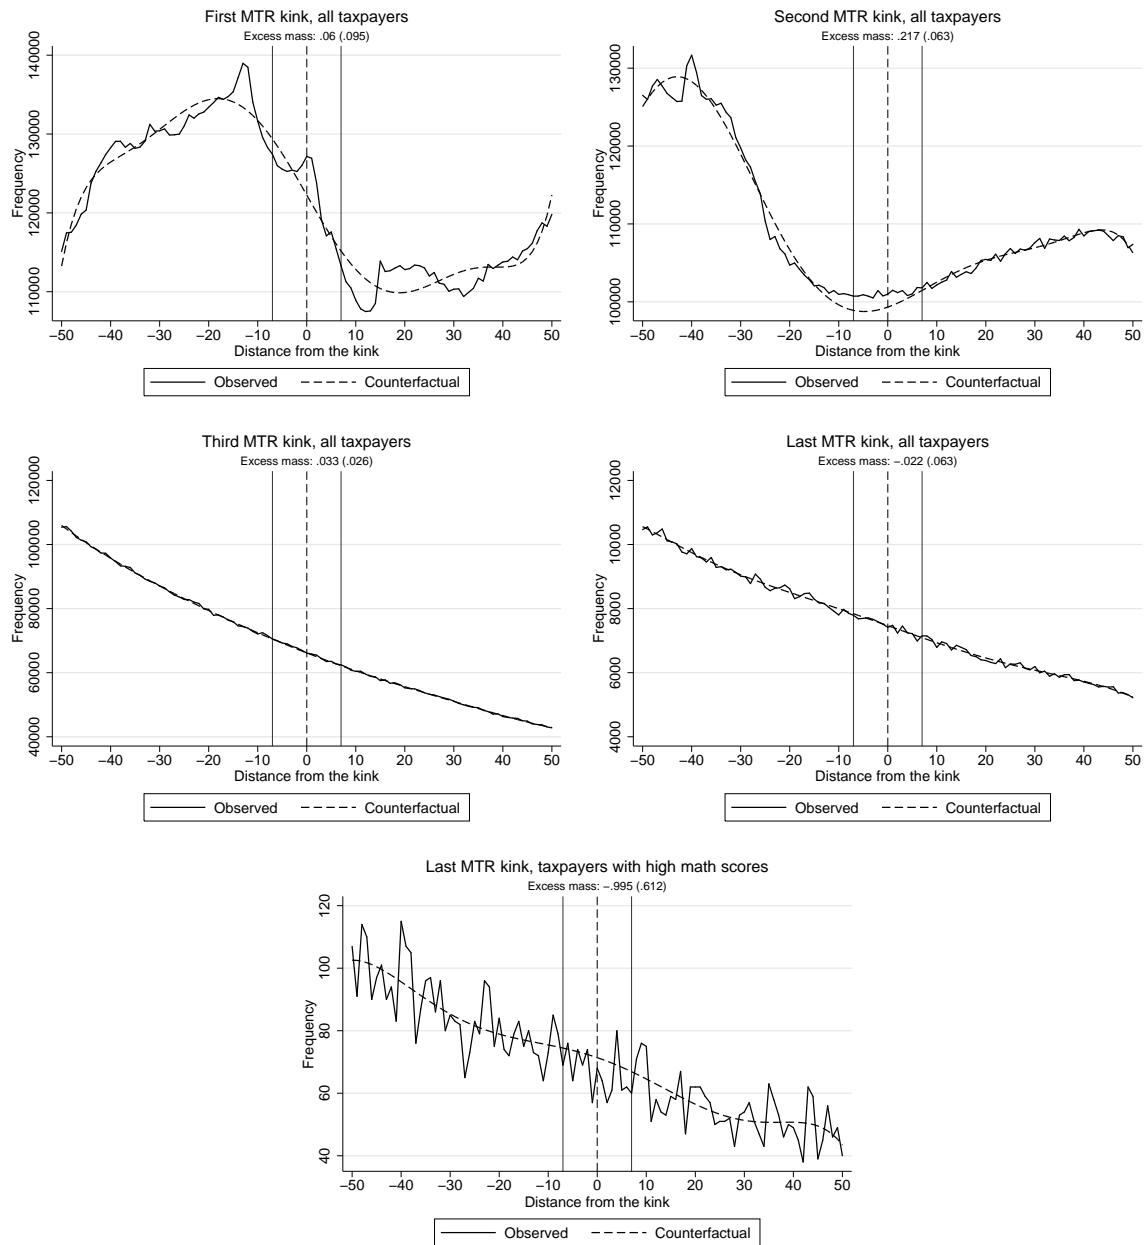 First MTR kink, all taxpayers
Excess mass: .06 (.095)
Frequency
140000
130000
120000
110000
−50 −40 −30 −20 −10 0 10 20 30 40 50
Distance from the kink
Observed Counterfactual
Second MTR kink, all taxpayers
Excess mass: .217 (.063)
Frequency
130000
120000
110000
100000
−50 −40 −30 −20 −10 0 10 20 30 40 50
Distance from the kink
Observed Counterfactual
Third MTR kink, all taxpayers
Excess mass: .033 (.026)
Frequency
120000
100000
80000
60000
40000
−50 −40 −30 −20 −10 0 10 20 30 40 50
Distance from the kink
Observed Counterfactual
Last MTR kink, all taxpayers
Excess mass: −.022 (.063)
Frequency
12000
10000
8000
6000
4000
−50 −40 −30 −20 −10 0 10 20 30 40 50
Distance from the kink
Observed Counterfactual
Last MTR kink, taxpayers with high math scores
Excess mass: −.995 (.612)
Frequency
120
100
80
60
40
−50 −40 −30 −20 −10 0 10 20 30 40 50
Distance from the kink
Observed Counterfactual